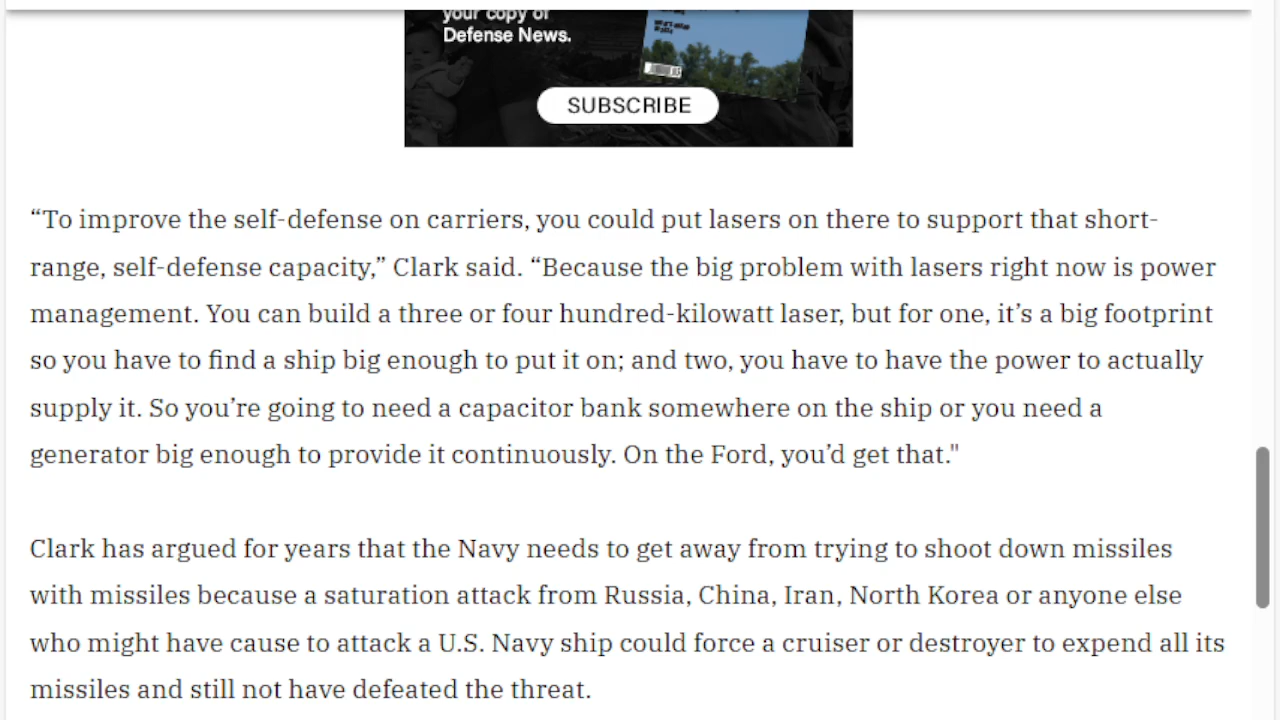 your copy of
Defense News.
SUBSCRIBE
“To improve the self-defense on carriers, you could put lasers on there to support that short-
range, self-defense capacity,” Clark said. “Because the big problem with lasers right now is power
management. You can build a three or four hundred-kilowatt laser, but for one, it’s a big footprint
so you have to find a ship big enough to put it on; and two, you have to have the power to actually
supply it. So you’re going to need a capacitor bank somewhere on the ship or you need a
generator big enough to provide it continuously. On the Ford, you’d get that."
Clark has argued for years that the Navy needs to get away from trying to shoot down missiles
with missiles because a saturation attack from Russia, China, Iran, North Korea or anyone else
who might have cause to attack a U.S. Navy ship could force a cruiser or destroyer to expend all its
missiles and still not have defeated the threat.